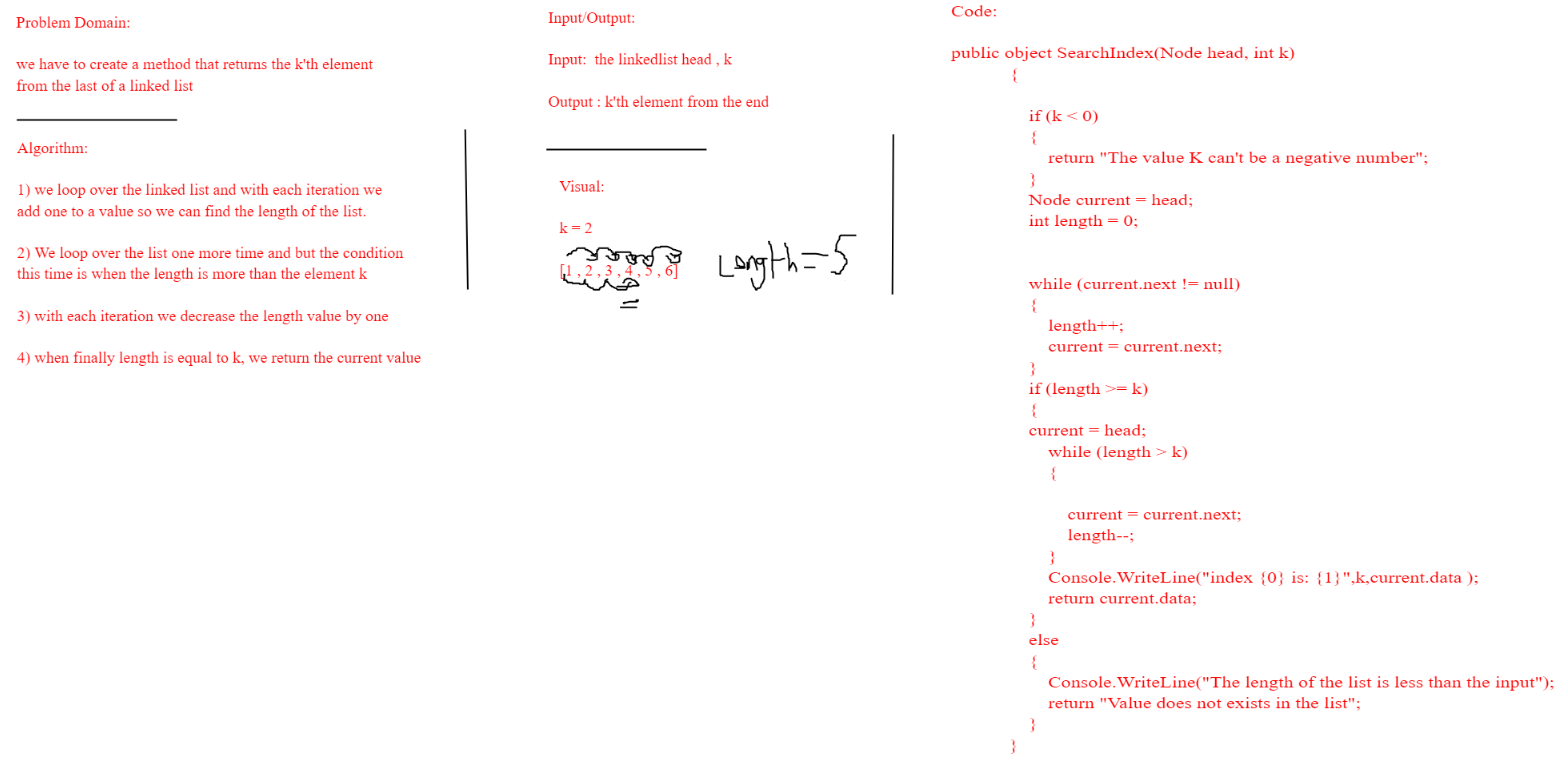 Problem Domain:
we have to create a method that returns the k'th element
from the last of a linked list
Algorithm:
1) we loop over the linked list and with each iteration we
add one to a value so we can find the length of the list.
2) We loop over the list one more time and but the condition
this time is when the length is more than the element k
3) with each iteration we decrease the length value by one
4) when finally length is equal to k, we return the current value
Input/Output:
Input:  the linkedlist head , k
Output : k'th element from the end
Visual:
k = 2
[1 , 2 , 3 , 4 , 5 , 6]
Length = 5
Code:
public object SearchIndex(Node head, int k)
{
if (k < 0)
{
return "The value K can't be a negative number";
}
Node current = head;
int length = 0;
while (current.next != null)
{
length++;
current = current.next;
}
if (length >= k)
{
current = head;
while (length > k)
{
current = current.next;
length--;
}
Console.WriteLine("index {0} is: {1}",k,current.data );
return current.data;
}
else
{
Console.WriteLine("The length of the list is less than the input");
return "Value does not exists in the list";
}
}